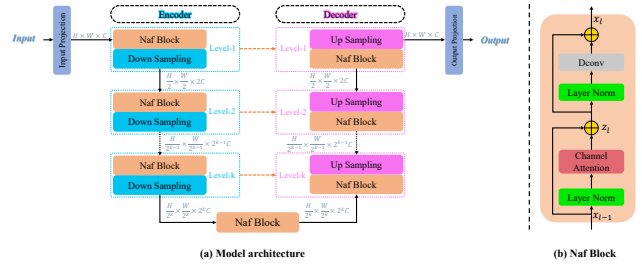 Encoder
Decoder
Input
Input Projection
H × W × C
Naf Block
Down Sampling
Level-1
Level-1
Up Sampling
Naf Block
H × W × C
Output Projection
Output
H/2 × W/2 × 2C
H/2 × W/2 × 2C
Naf Block
Down Sampling
Level-2
Level-2
Up Sampling
Naf Block
H/2^{k-1} × W/2^{k-1} × 2^{k-1}C
H/2^{k-1} × W/2^{k-1} × 2^{k-1}C
Naf Block
Down Sampling
Level-k
Level-k
Up Sampling
Naf Block
H/2^k × W/2^k × 2^kC
Naf Block
H/2^k × W/2^k × 2^kC
(a) Model architecture
x_l
Dconv
Layer Norm
z_l
Channel
Attention
Layer Norm
x_{l-1}
(b) Naf Block